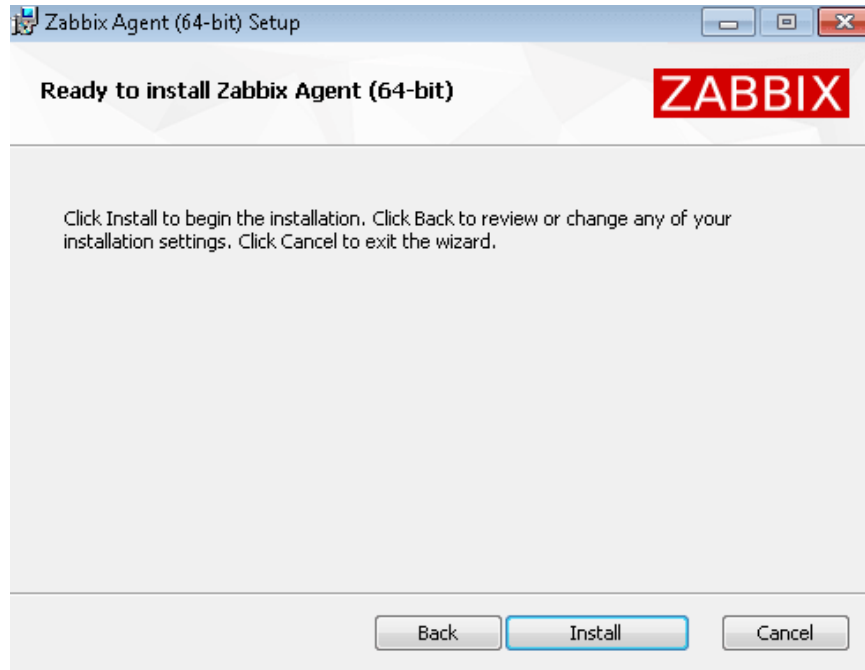 Zabbix Agent (64-bit) Setup
Ready to install Zabbix Agent (64-bit)
ZABBIX
Click Install to begin the installation. Click Back to review or change any of your
installation settings. Click Cancel to exit the wizard.
Back
Install
Cancel